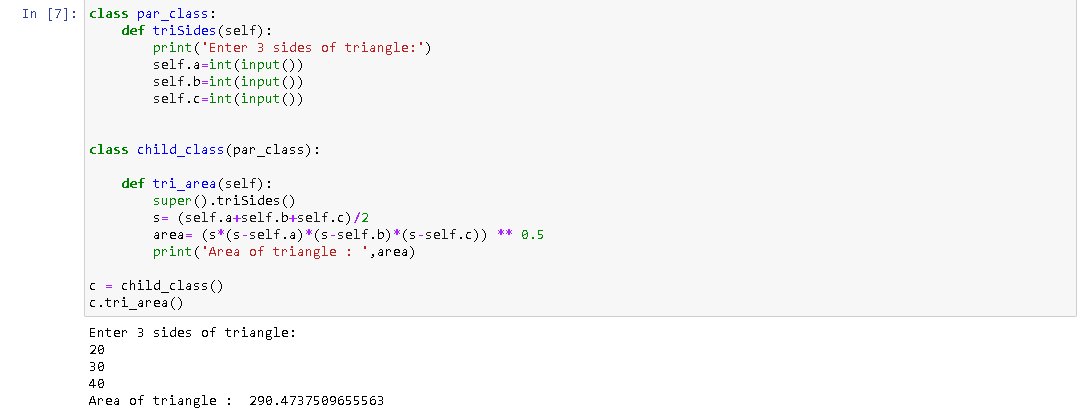 In [7]: class par_class:
    def triSides(self):
        print('Enter 3 sides of triangle:')
        self.a=int(input())
        self.b=int(input())
        self.c=int(input())


class child_class(par_class):

    def tri_area(self):
        super().triSides()
        s= (self.a+self.b+self.c)/2
        area= (s*(s-self.a)*(s-self.b)*(s-self.c)) ** 0.5
        print('Area of triangle : ',area)

c = child_class()
c.tri_area()
Enter 3 sides of triangle:
20
30
40
Area of triangle :  290.4737509655563